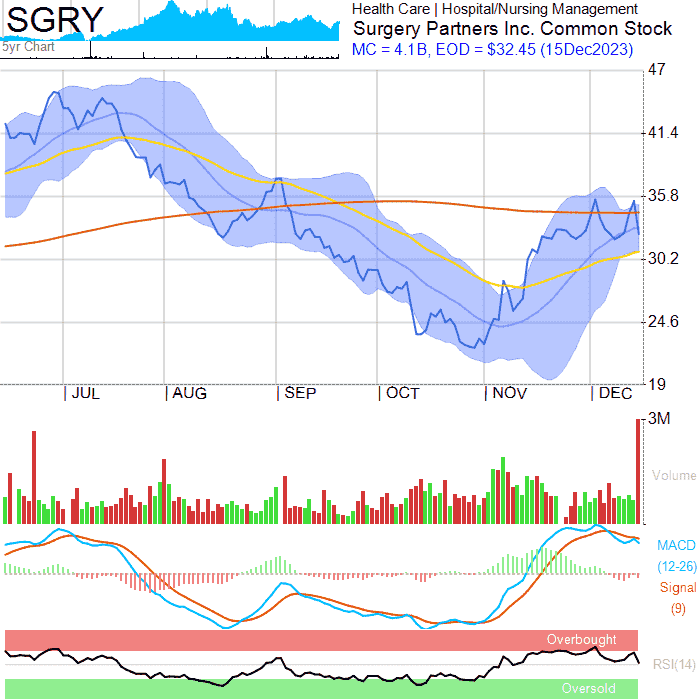 SGRY
5yr Chart
Health Care | Hospital/Nursing Management
Surgery Partners Inc. Common Stock
MC = 4.1B, EOD = $32.45 (15Dec2023)
47
41.4
35.8
30.2
24.6
19
JUL
AUG
SEP
OCT
NOV
DEC
3M
Volume
MACD
(12-26)
Signal
(9)
Overbought
RSI(14)
Oversold